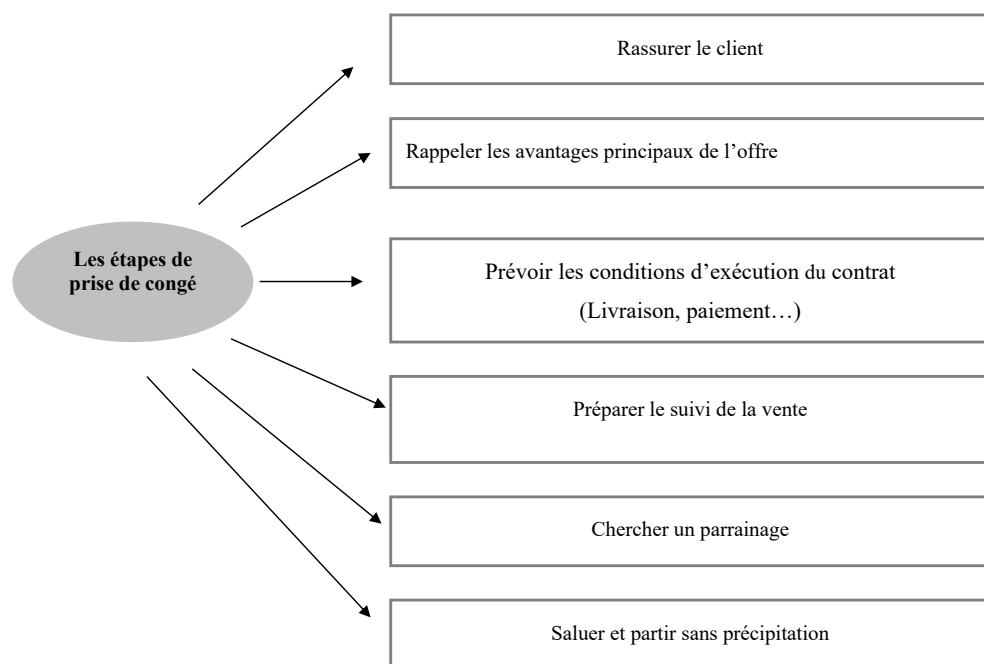 Rassurer le client
Rappeler les avantages principaux de l’offre
Les étapes de
prise de congé
Prévoir les conditions d’exécution du contrat
(Livraison, paiement…)
Préparer le suivi de la vente
Chercher un parrainage
Saluer et partir sans précipitation